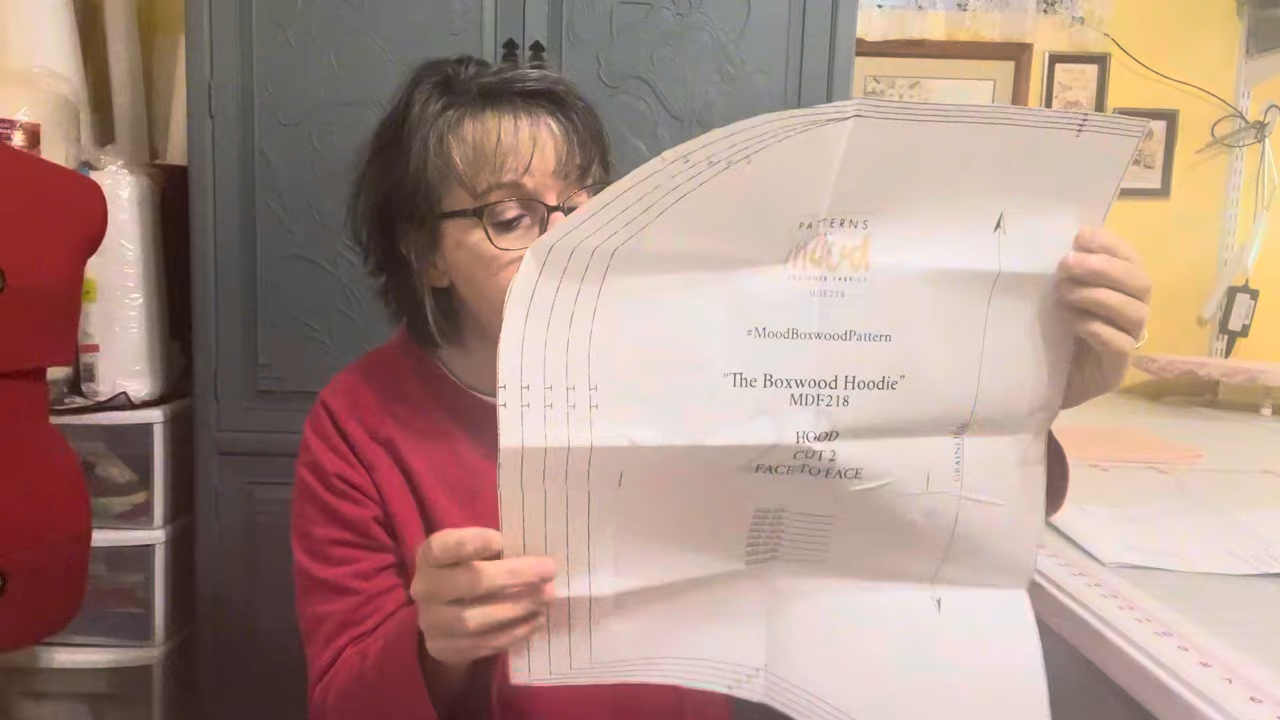 PATTERNS
mood
DESIGNER FABRICS
MDF218
#MoodBoxwoodPattern
"The Boxwood Hoodie"
MDF218
HOOD
CUT 2
FACE TO FACE